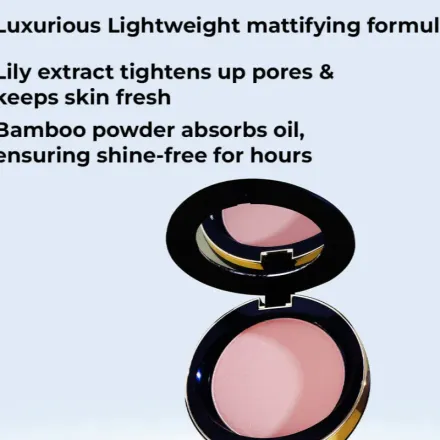 Luxurious Lightweight mattifying formul
Lily extract tightens up pores &
keeps skin fresh
Bamboo powder absorbs oil,
ensuring shine-free for hours